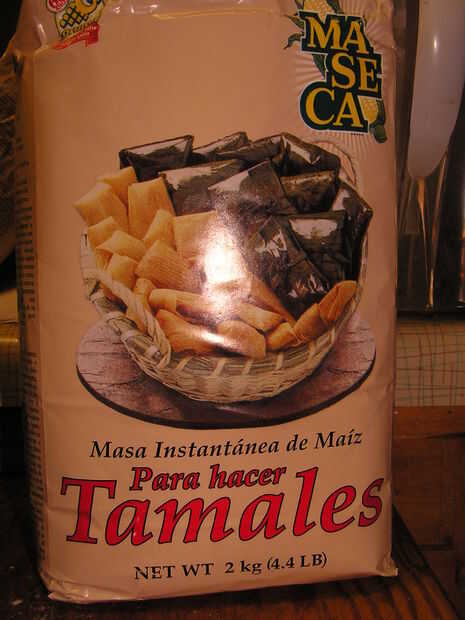 MA
SE
CA
Masa Instantánea de Maíz
Para hacer
Tamales
NET WT 2 kg (4.4 LB)